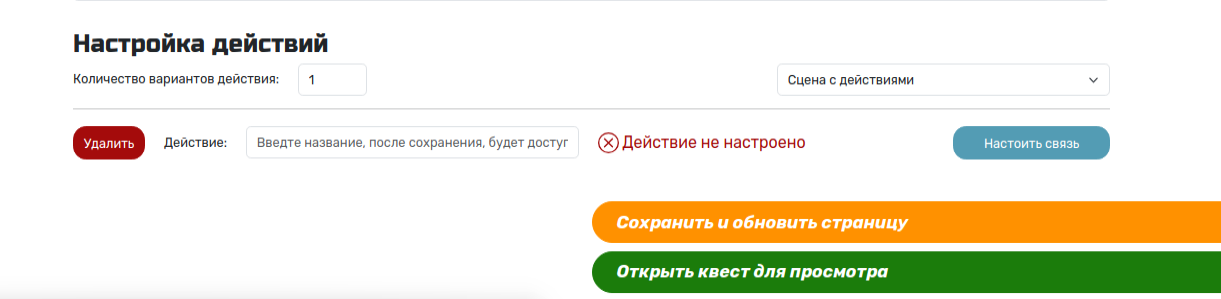 Настройка действий
Количество вариантов действия: 1 Сцена с действиями
Удалить Действие: Введте название, после сохранения, будет доступ Действие не настроено Настоить связь
Сохранить и обновить страницу
Открыть квест для просмотра